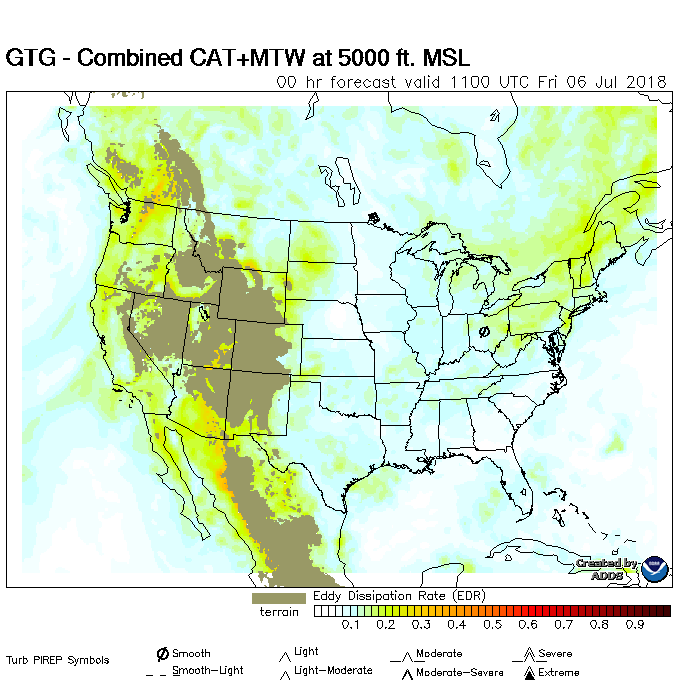 GTG - Combined CAT+MTW at 5000 ft. MSL
00 hr forecast valid 1100 UTC Fri 06 Jul 2018
Created by
ADDS
terrain
Eddy Dissipation Rate (EDR)
0.1 0.2 0.3 0.4 0.5 0.6 0.7 0.8 0.9
Turb PIREP Symbols
Smooth Light Moderate Severe
Smooth-Light Light-Moderate Moderate-Severe Extreme